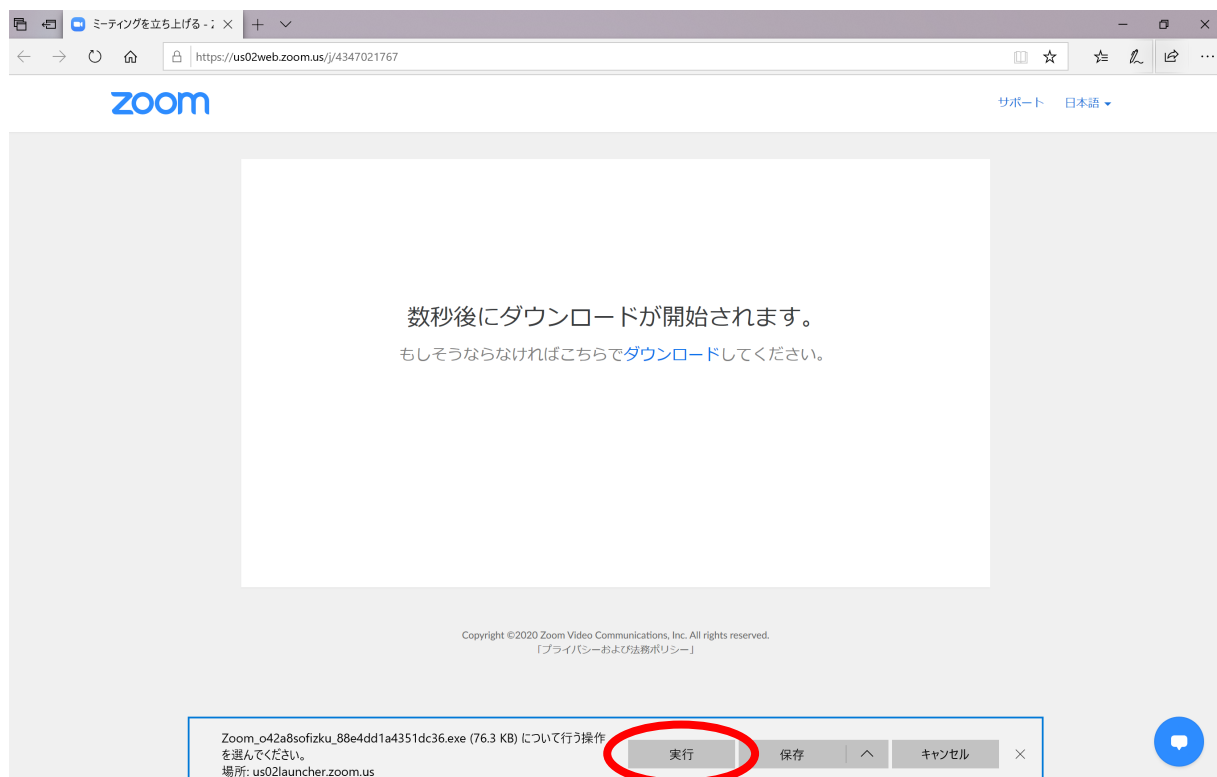 ミーティングを立ち上げる - Z
https://us02web.zoom.us/j/4347021767
zoom
サポート 日本語
数秒後にダウンロードが開始されます。
もしそうならなければこちらでダウンロードしてください。
Copyright ©2020 Zoom Video Communications, Inc. All rights reserved.
「プライバシーおよび法務ポリシー」
Zoom_o42a8sofizku_88e4dd1a4351dc36.exe (76.3 KB) について行う操作
を選んでください。
場所: us02launcher.zoom.us
実行 保存 キャンセル